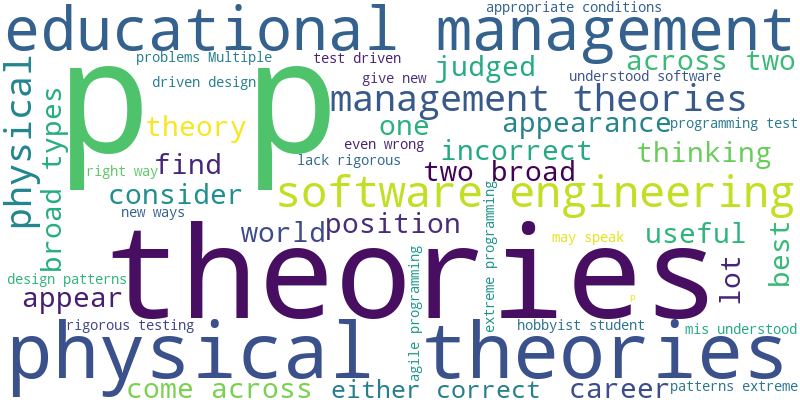 appropriate conditions
educational management
problems Multiple
test driven
judged
across two
physical
driven design
give new
understood software
p p
management theories
broad types
theory
one
appearance
programming test
even wrong
incorrect
thinking
right way
find
lack rigorous
two broad
consider
software engineering
new ways
world
position
extreme programming
may speak
useful
best
theories
design patterns
appear
agile programming
lot
p
rigorous testing
hobbyist student
mis understood
physical theories
come across
either correct
career
patterns extreme